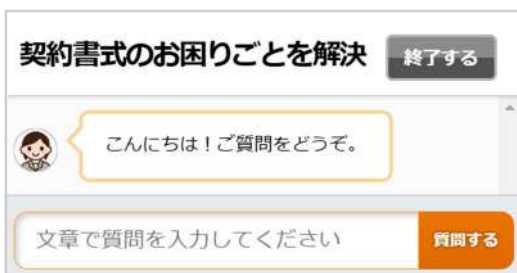 契約書式のお困りごとを解決
終了する
こんにちは！ご質問をどうぞ。
文章で質問を入力してください
質問する